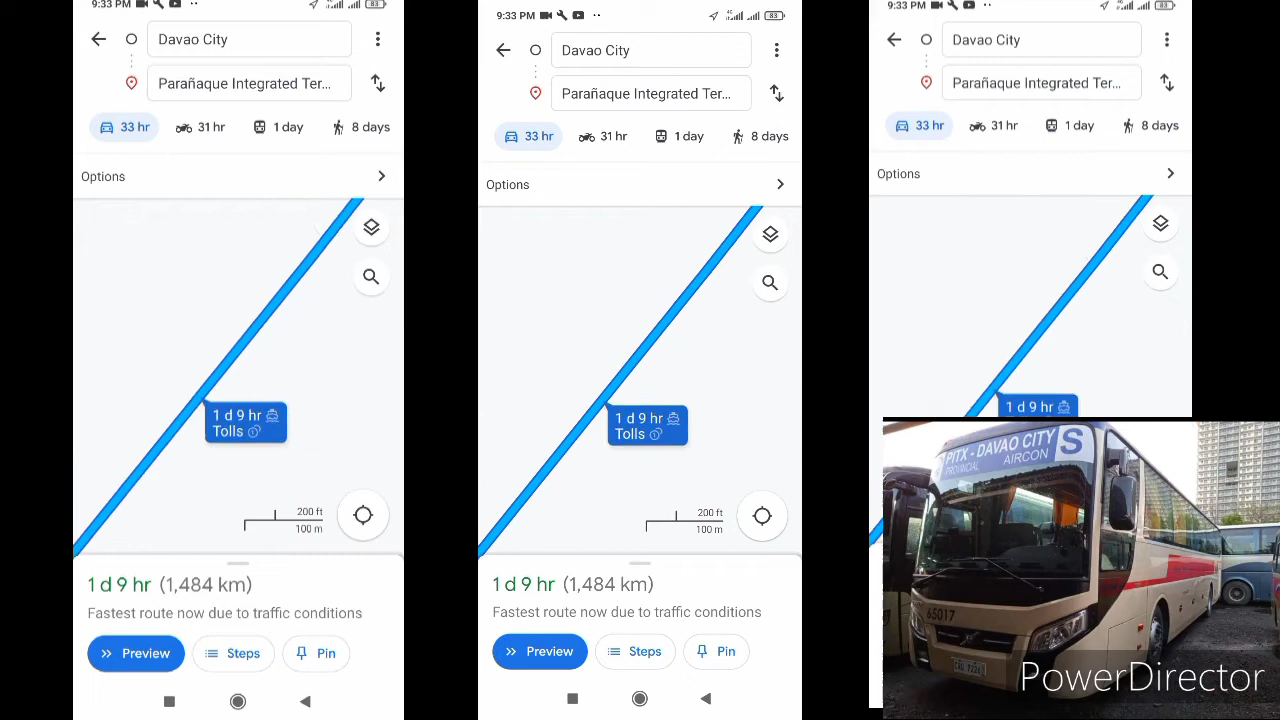 9:33 PM
83
Davao City
Parañaque Integrated Ter...
33 hr
31 hr
1 day
8 days
Options
1 d 9 hr
Tolls
200 ft
100 m
1 d 9 hr (1,484 km)
Fastest route now due to traffic conditions
Preview
Steps
Pin
9:33 PM
4G
83
Davao City
Parañaque Integrated Ter...
33 hr
31 hr
1 day
8 days
Options
1 d 9 hr
Tolls
200 ft
100 m
1 d 9 hr (1,484 km)
Fastest route now due to traffic conditions
Preview
Steps
Pin
9:33 PM
83
Davao City
Parañaque Integrated Ter...
33 hr
31 hr
1 day
8 days
Options
1 d 9 hr
PITX - DAVAO CITY S
PROVINCIAL AIRCON
65017
PowerDirector